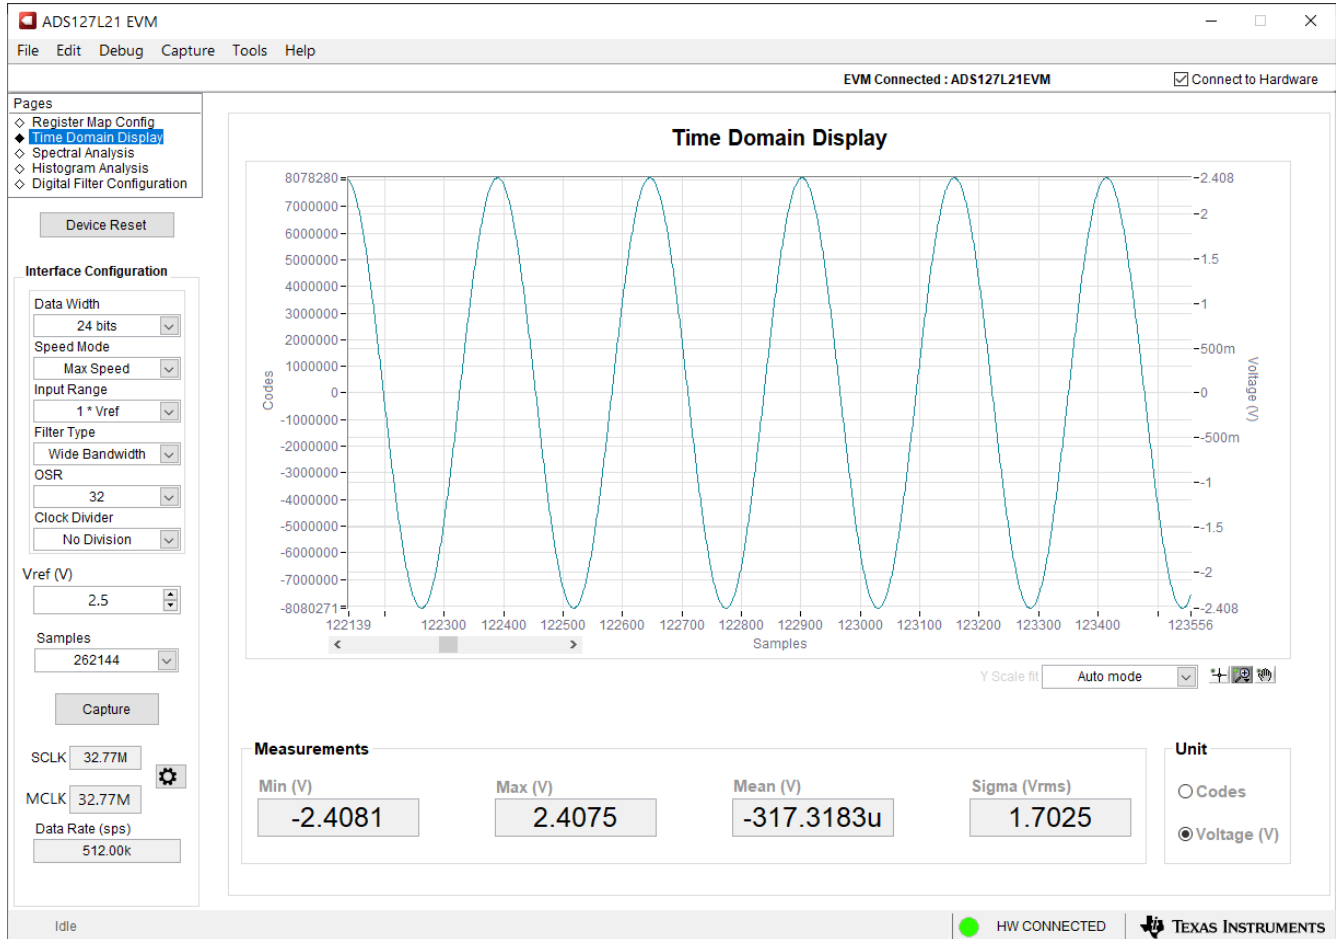 ADS127L21 EVM
File Edit Debug Capture Tools Help
EVM Connected : ADS127L21EVM
Connect to Hardware
Pages
Register Map Config
Time Domain Display
Spectral Analysis
Histogram Analysis
Digital Filter Configuration
Device Reset
Interface Configuration
Data Width
24 bits
Speed Mode
Max Speed
Input Range
1 * Vref
Filter Type
Wide Bandwidth
OSR
32
Clock Divider
No Division
Vref (V)
2.5
Samples
262144
Capture
SCLK 32.77M
MCLK 32.77M
Data Rate (sps)
512.00k
Time Domain Display
8078280
7000000
6000000
5000000
4000000
3000000
2000000
1000000
0
-1000000
-2000000
-3000000
-4000000
-5000000
-6000000
-7000000
-8080271
Codes
2.408
2
1.5
1
500m
0
-500m
-1
-1.5
-2
-2.408
Voltage (V)
122139 122300 122400 122500 122600 122700 122800 122900 123000 123100 123200 123300 123400 123556
Samples
Y Scale fit Auto mode
Measurements
Min (V) Max (V) Mean (V) Sigma (Vrms)
-2.4081 2.4075 -317.3183u 1.7025
Unit
Codes
Voltage (V)
Idle
HW CONNECTED
TEXAS INSTRUMENTS